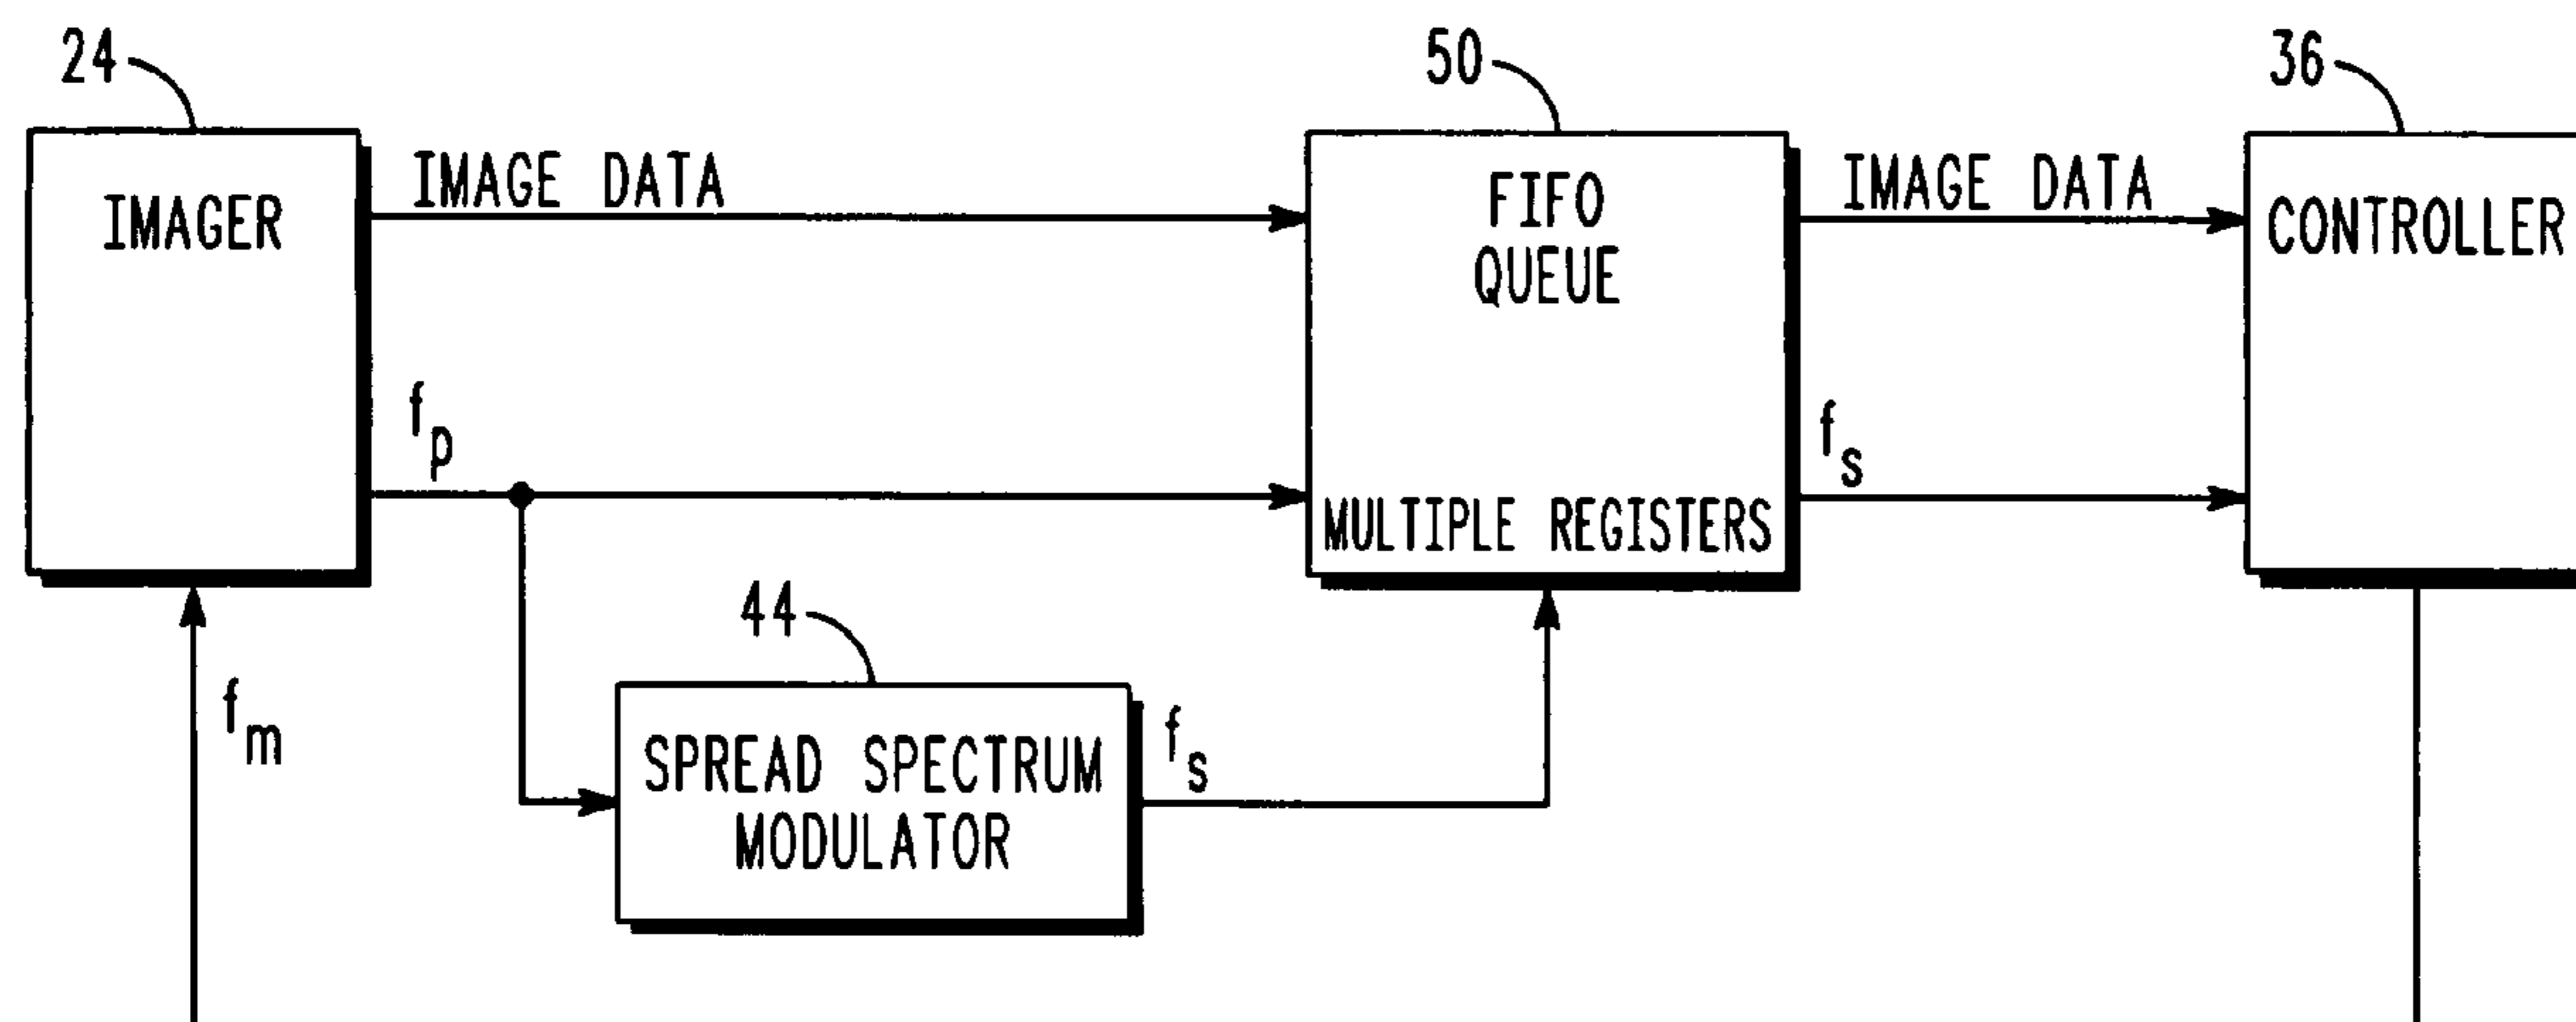 24
50
36
IMAGER
IMAGE DATA
FIFO
QUEUE
MULTIPLE REGISTERS
IMAGE DATA
CONTROLLER
fp
fs
44
fm
SPREAD SPECTRUM
MODULATOR
fs